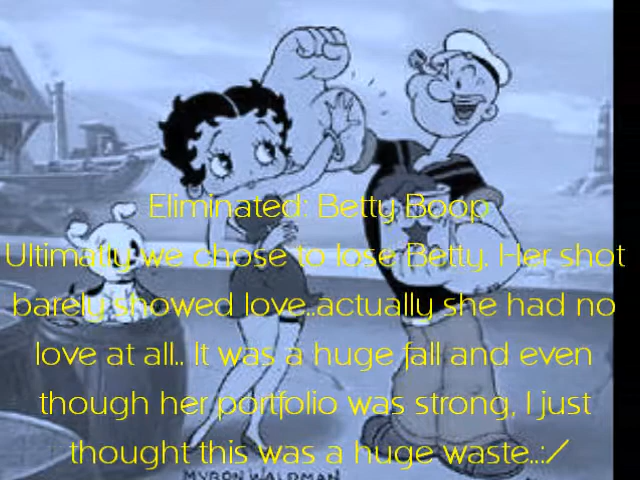 Eliminated: Betty Boop
Ultimatly we chose to lose Betty. Her shot
barely showed love..actually she had no
love at all.. It was a huge fall and even
though her portfolio was strong, I just
thought this was a huge waste..:/
MYRON WALDMAN